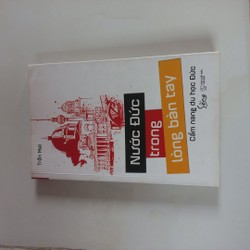 Trần Mai
Nước Đức
trong
lòng bàn tay
Cẩm nang du học Đức